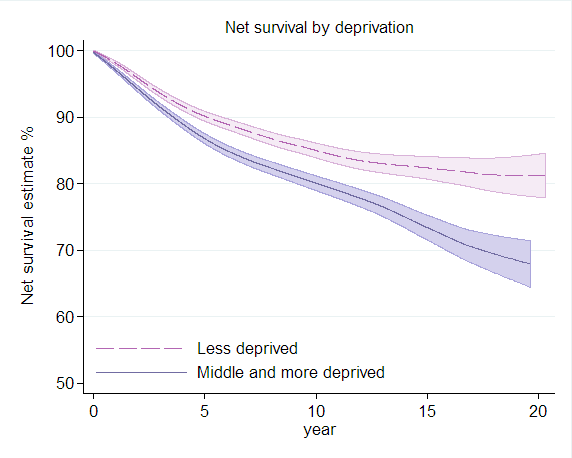 Net survival by deprivation
Net survival estimate %
100
90
80
70
60
50
Less deprived
Middle and more deprived
0 5 10 15 20
year